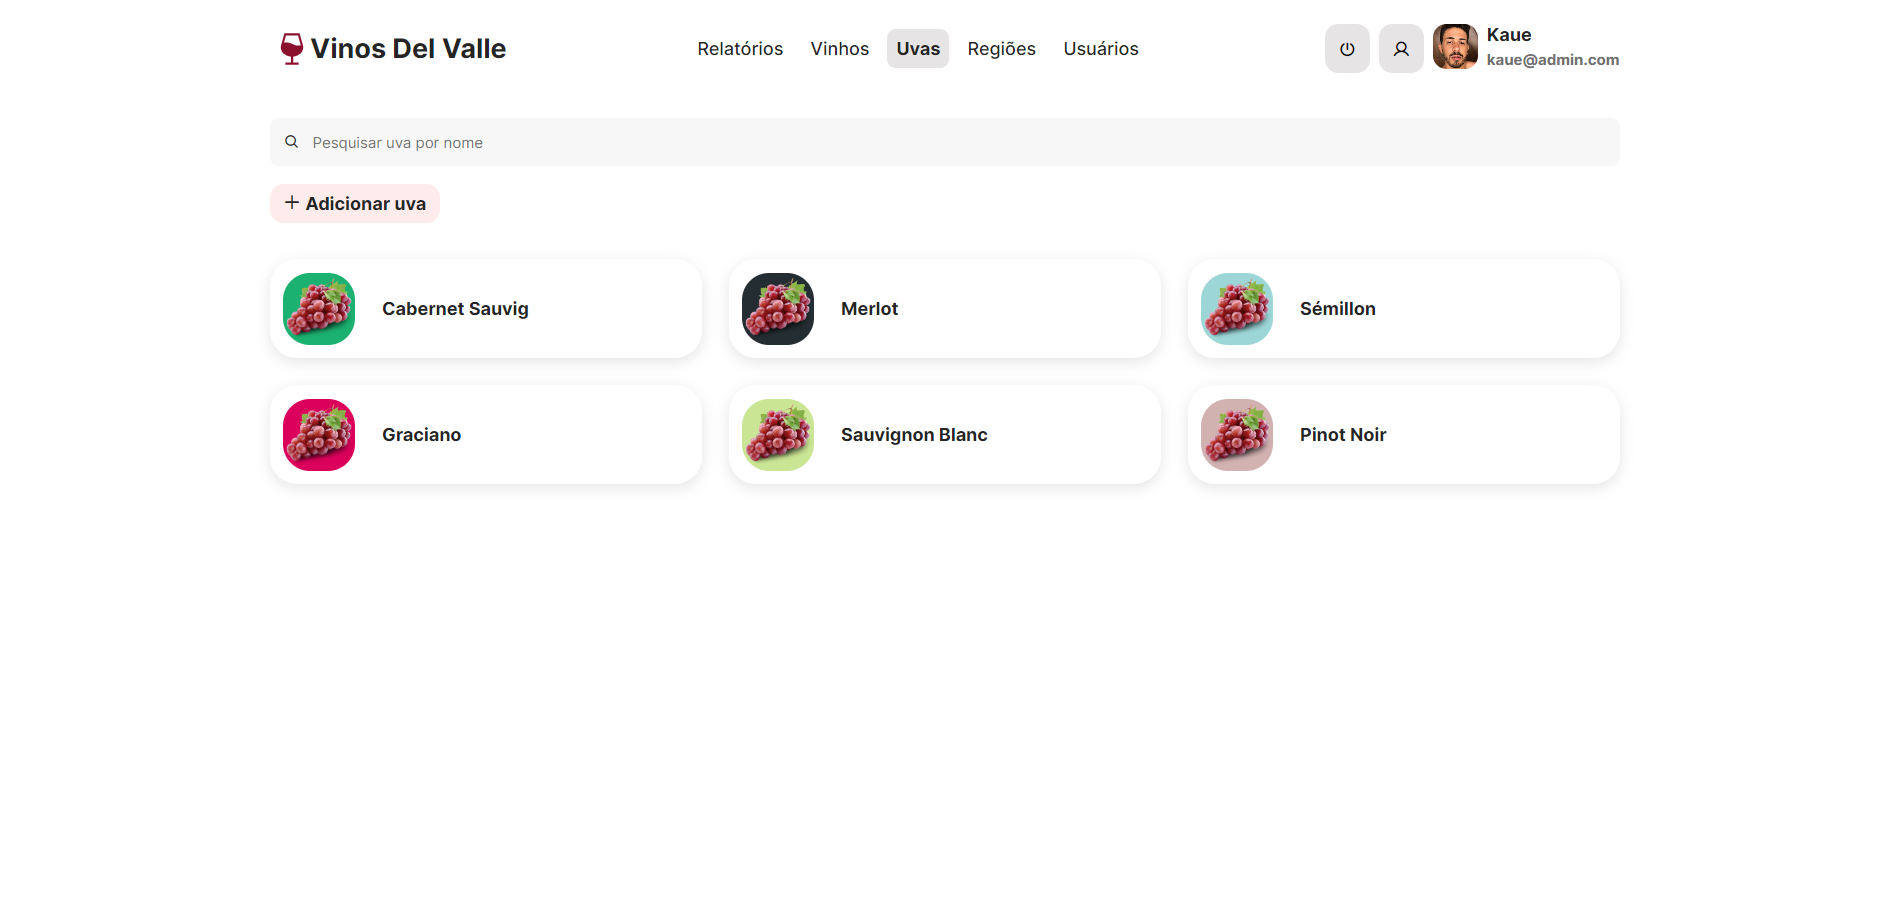 Vinos Del Valle
Relatórios
Vinhos
Uvas
Regiões
Usuários
Kaue
kaue@admin.com
Pesquisar uva por nome
Adicionar uva
Cabernet Sauvig
Merlot
Sémillon
Graciano
Sauvignon Blanc
Pinot Noir